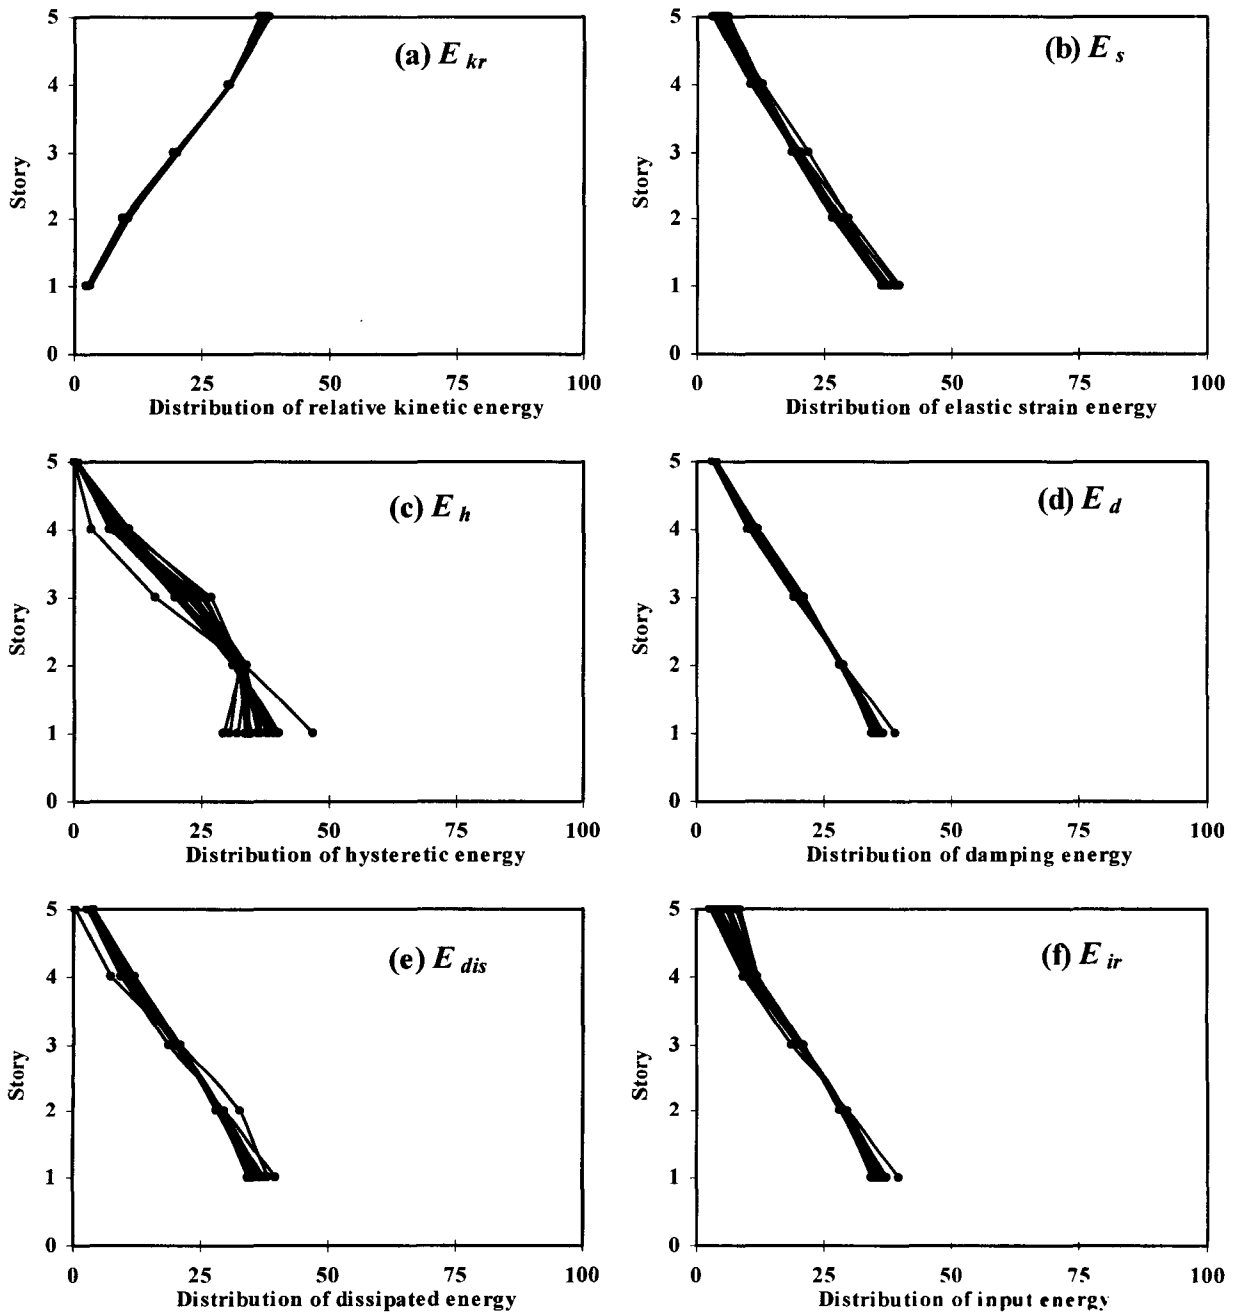 5
(a) E kr
4
3
Story
2
1
0
0 25 50 75 100
Distribution of relative kinetic energy
5
(b) E s
4
3
Story
2
1
0
0 25 50 75 100
Distribution of elastic strain energy
5
(c) E h
4
3
Story
2
1
0
0 25 50 75 100
Distribution of hysteretic energy
5
(d) E d
4
3
Story
2
1
0
0 25 50 75 100
Distribution of damping energy
5
(e) E dis
4
3
Story
2
1
0
0 25 50 75 100
Distribution of dissipated energy
5
(f) E ir
4
3
Story
2
1
0
0 25 50 75 100
Distribution of input energy